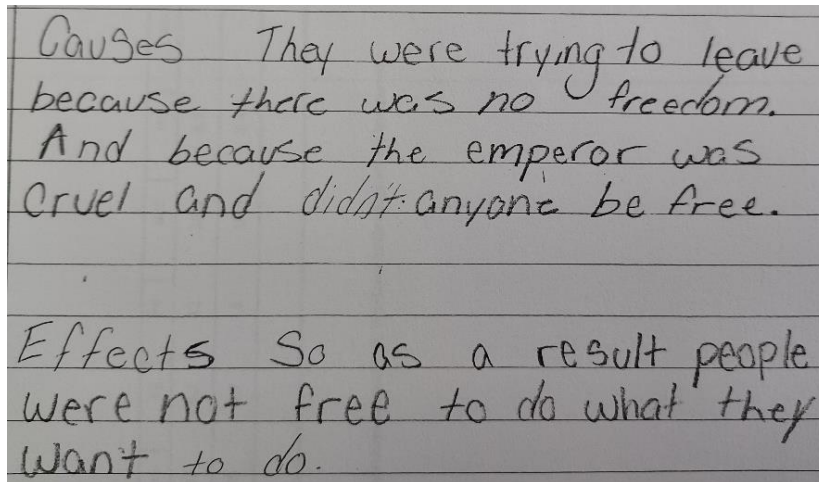 Causes They were trying to leave
because there was no freedom.
And because the emperor was
cruel and didn't anyone be free.
Effects So as a result people
were not free to do what they
want to do.